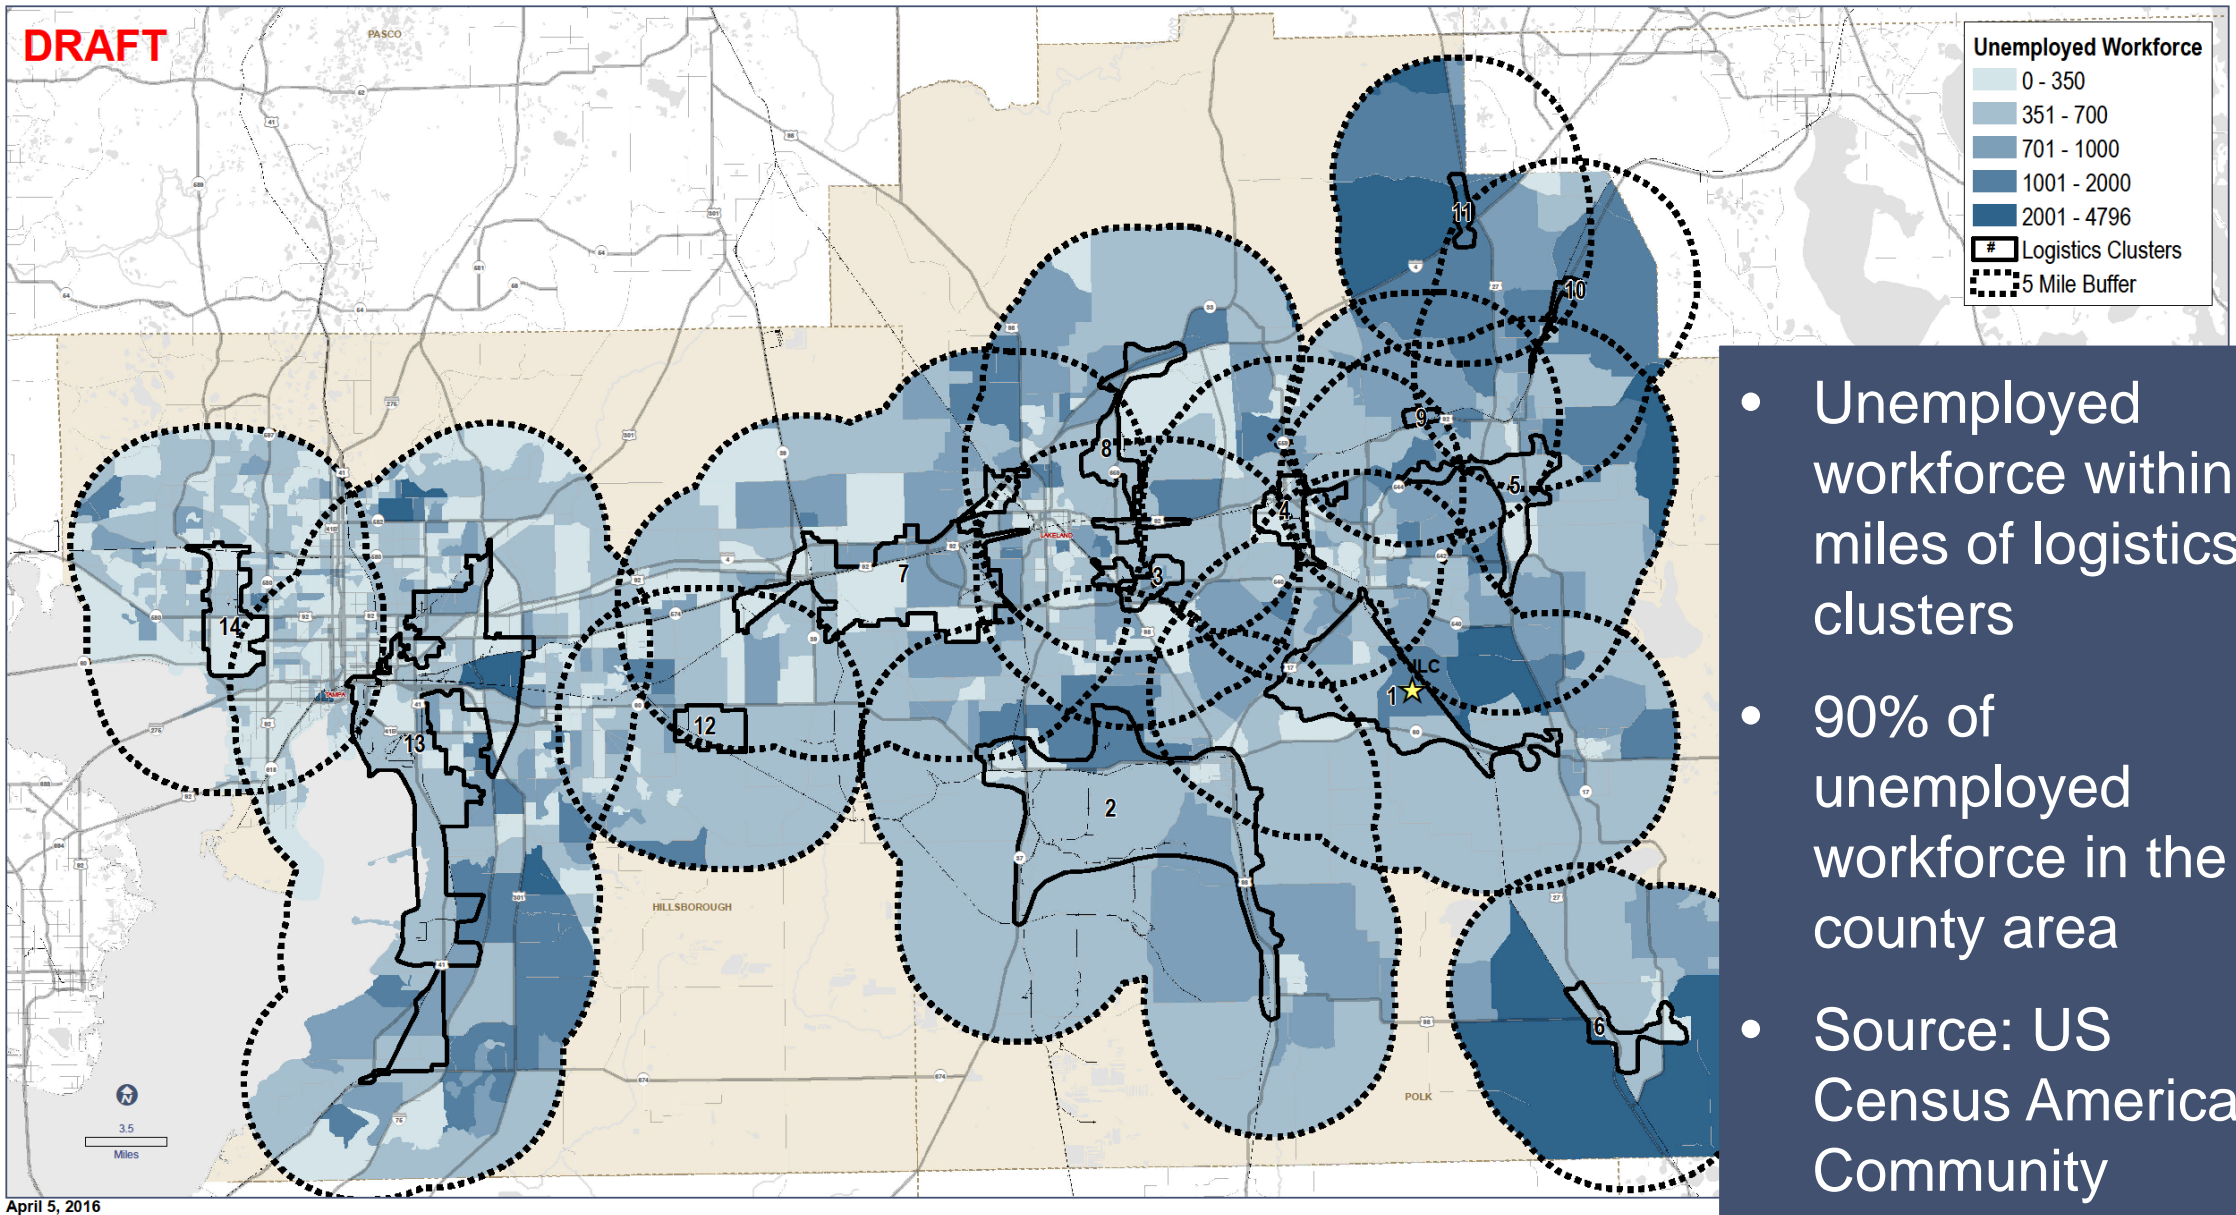 DRAFT
PASCO
Unemployed Workforce
0 - 350
351 - 700
701 - 1000
1001 - 2000
2001 - 4796
# Logistics Clusters
5 Mile Buffer
11
10
9
8
5
4
7
3
14
LAKELAND
ILC
1
TAMPA
12
13
2
HILLSBOROUGH
6
POLK
N
3.5
Miles
April 5, 2016
• Unemployed
workforce within
miles of logistics
clusters
• 90% of
unemployed
workforce in the
county area
• Source: US
Census America
Community